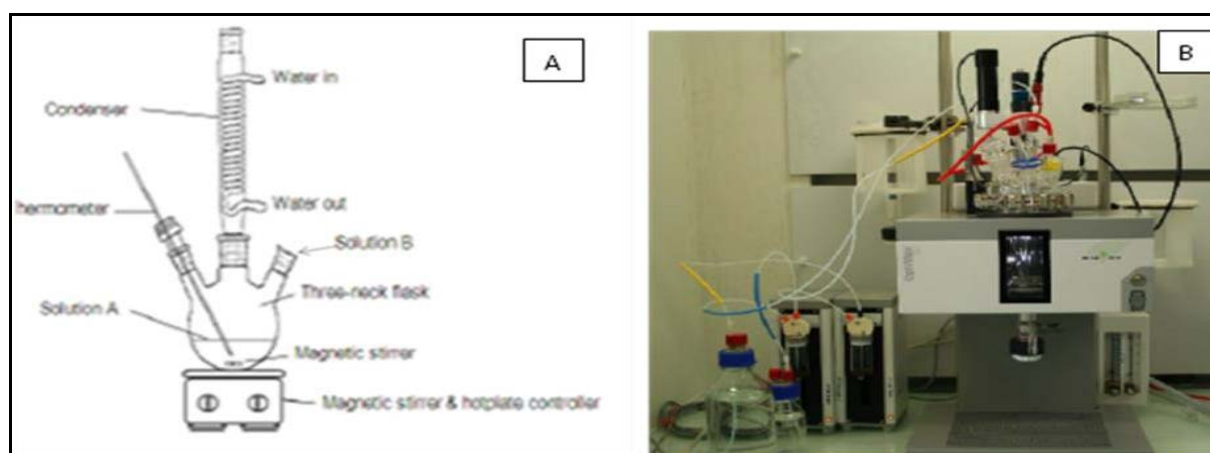 A
B
Water in
Condenser
hermometer
Water out
Solution B
Three-neck flask
Solution A
Magnetic stirrer
Magnetic stirrer & hotplate controller